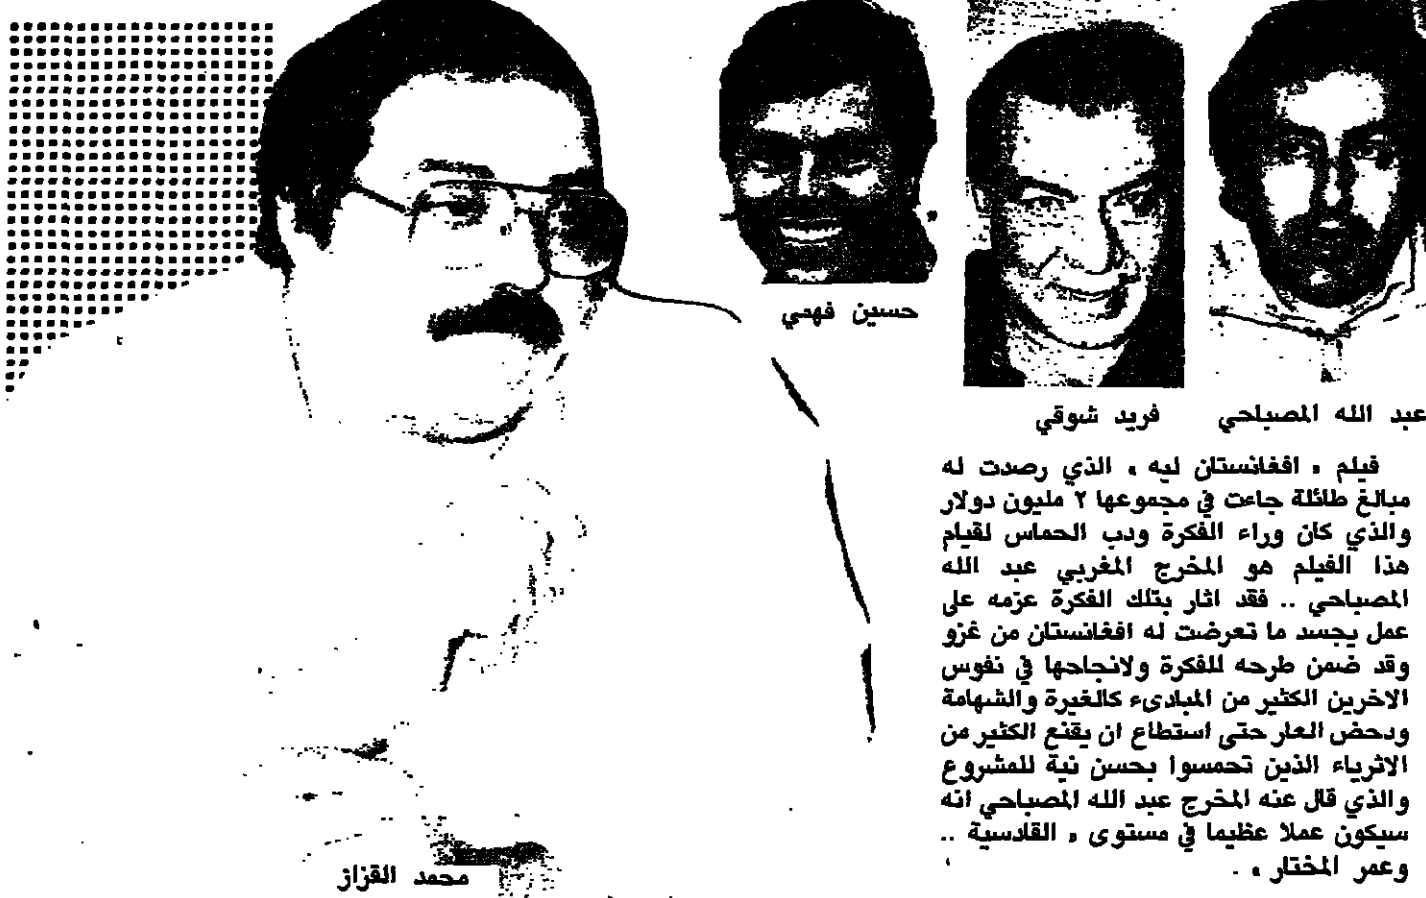 حسين فهمي
فريد شوقي
عبد الله المصباحي
فيلم « افغانستان ليه » الذي رصدت له
مبالغ طائلة جاءت في مجموعها ٢ مليون دولار
والذي كان وراء الفكرة ودب الحماس لقيام
هذا الفيلم هو المخرج المغربي عبد الله
المصباحي .. فقد اثار بتلك الفكرة عزمه على
عمل يجسد ما تعرضت له افغانستان من غزو
وقد ضمن طرحه للفكرة ولانجاحها في نفوس
الاخرين الكثير من المبادىء كالغيرة والشهامة
ودحض العار حتى استطاع ان يقنع الكثير من
الاثرياء الذين تحمسوا بحسن نية للمشروع
والذي قال عنه المخرج عبد الله المصباحي انه
سيكون عملا عظيما في مستوى « القادسية ..
وعمر المختار » .
محمد القزاز